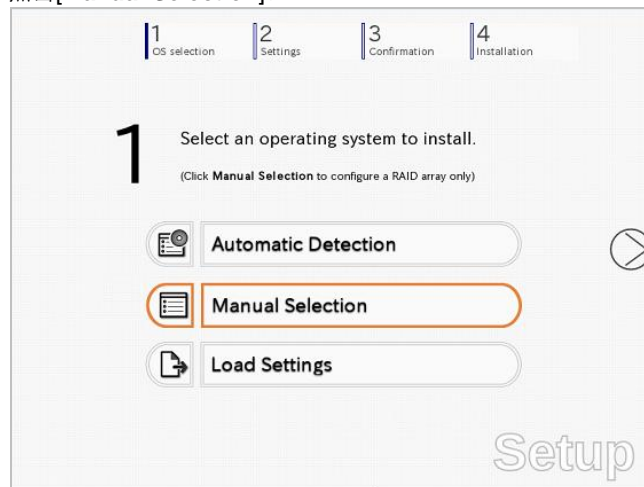 1 2 3 4
OS selection Settings Confirmation Installation
1
Select an operating system to install.
(Click Manual Selection to configure a RAID array only)
Automatic Detection
Manual Selection
Load Settings
Setup